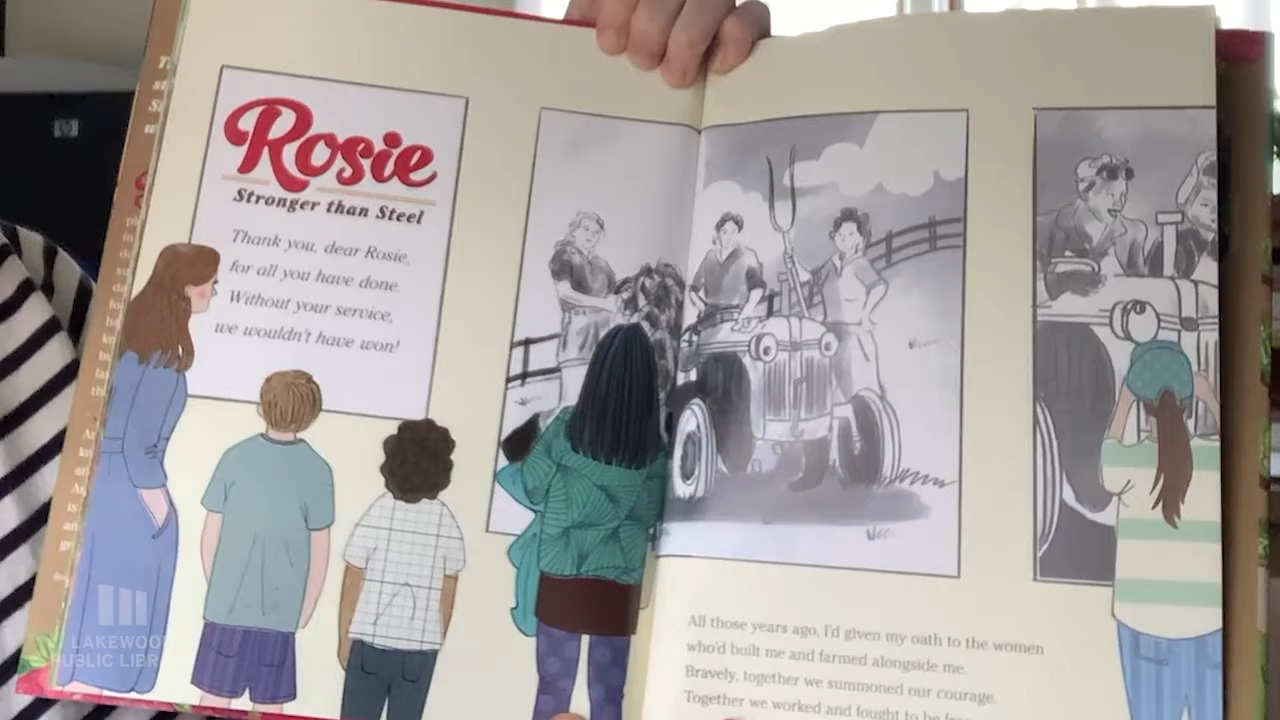 Rosie
Stronger than Steel
Thank you, dear Rosie,
for all you have done.
Without your service,
we wouldn't have won!
All those years ago, I'd given my oath to the women
who'd built me and farmed alongside me.
Bravely, together we summoned our courage.
Together we worked and fought to be
LAKEWOOD
PUBLIC LIBR
hp